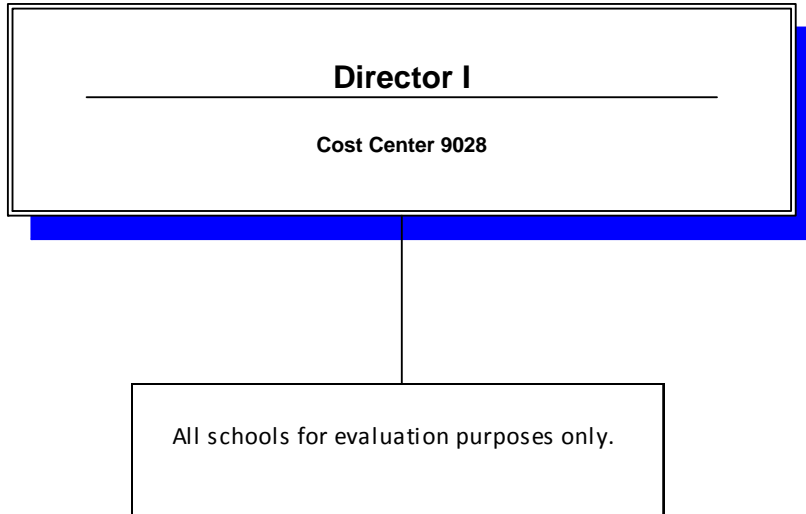 Director I
Cost Center 9028
All schools for evaluation purposes only.